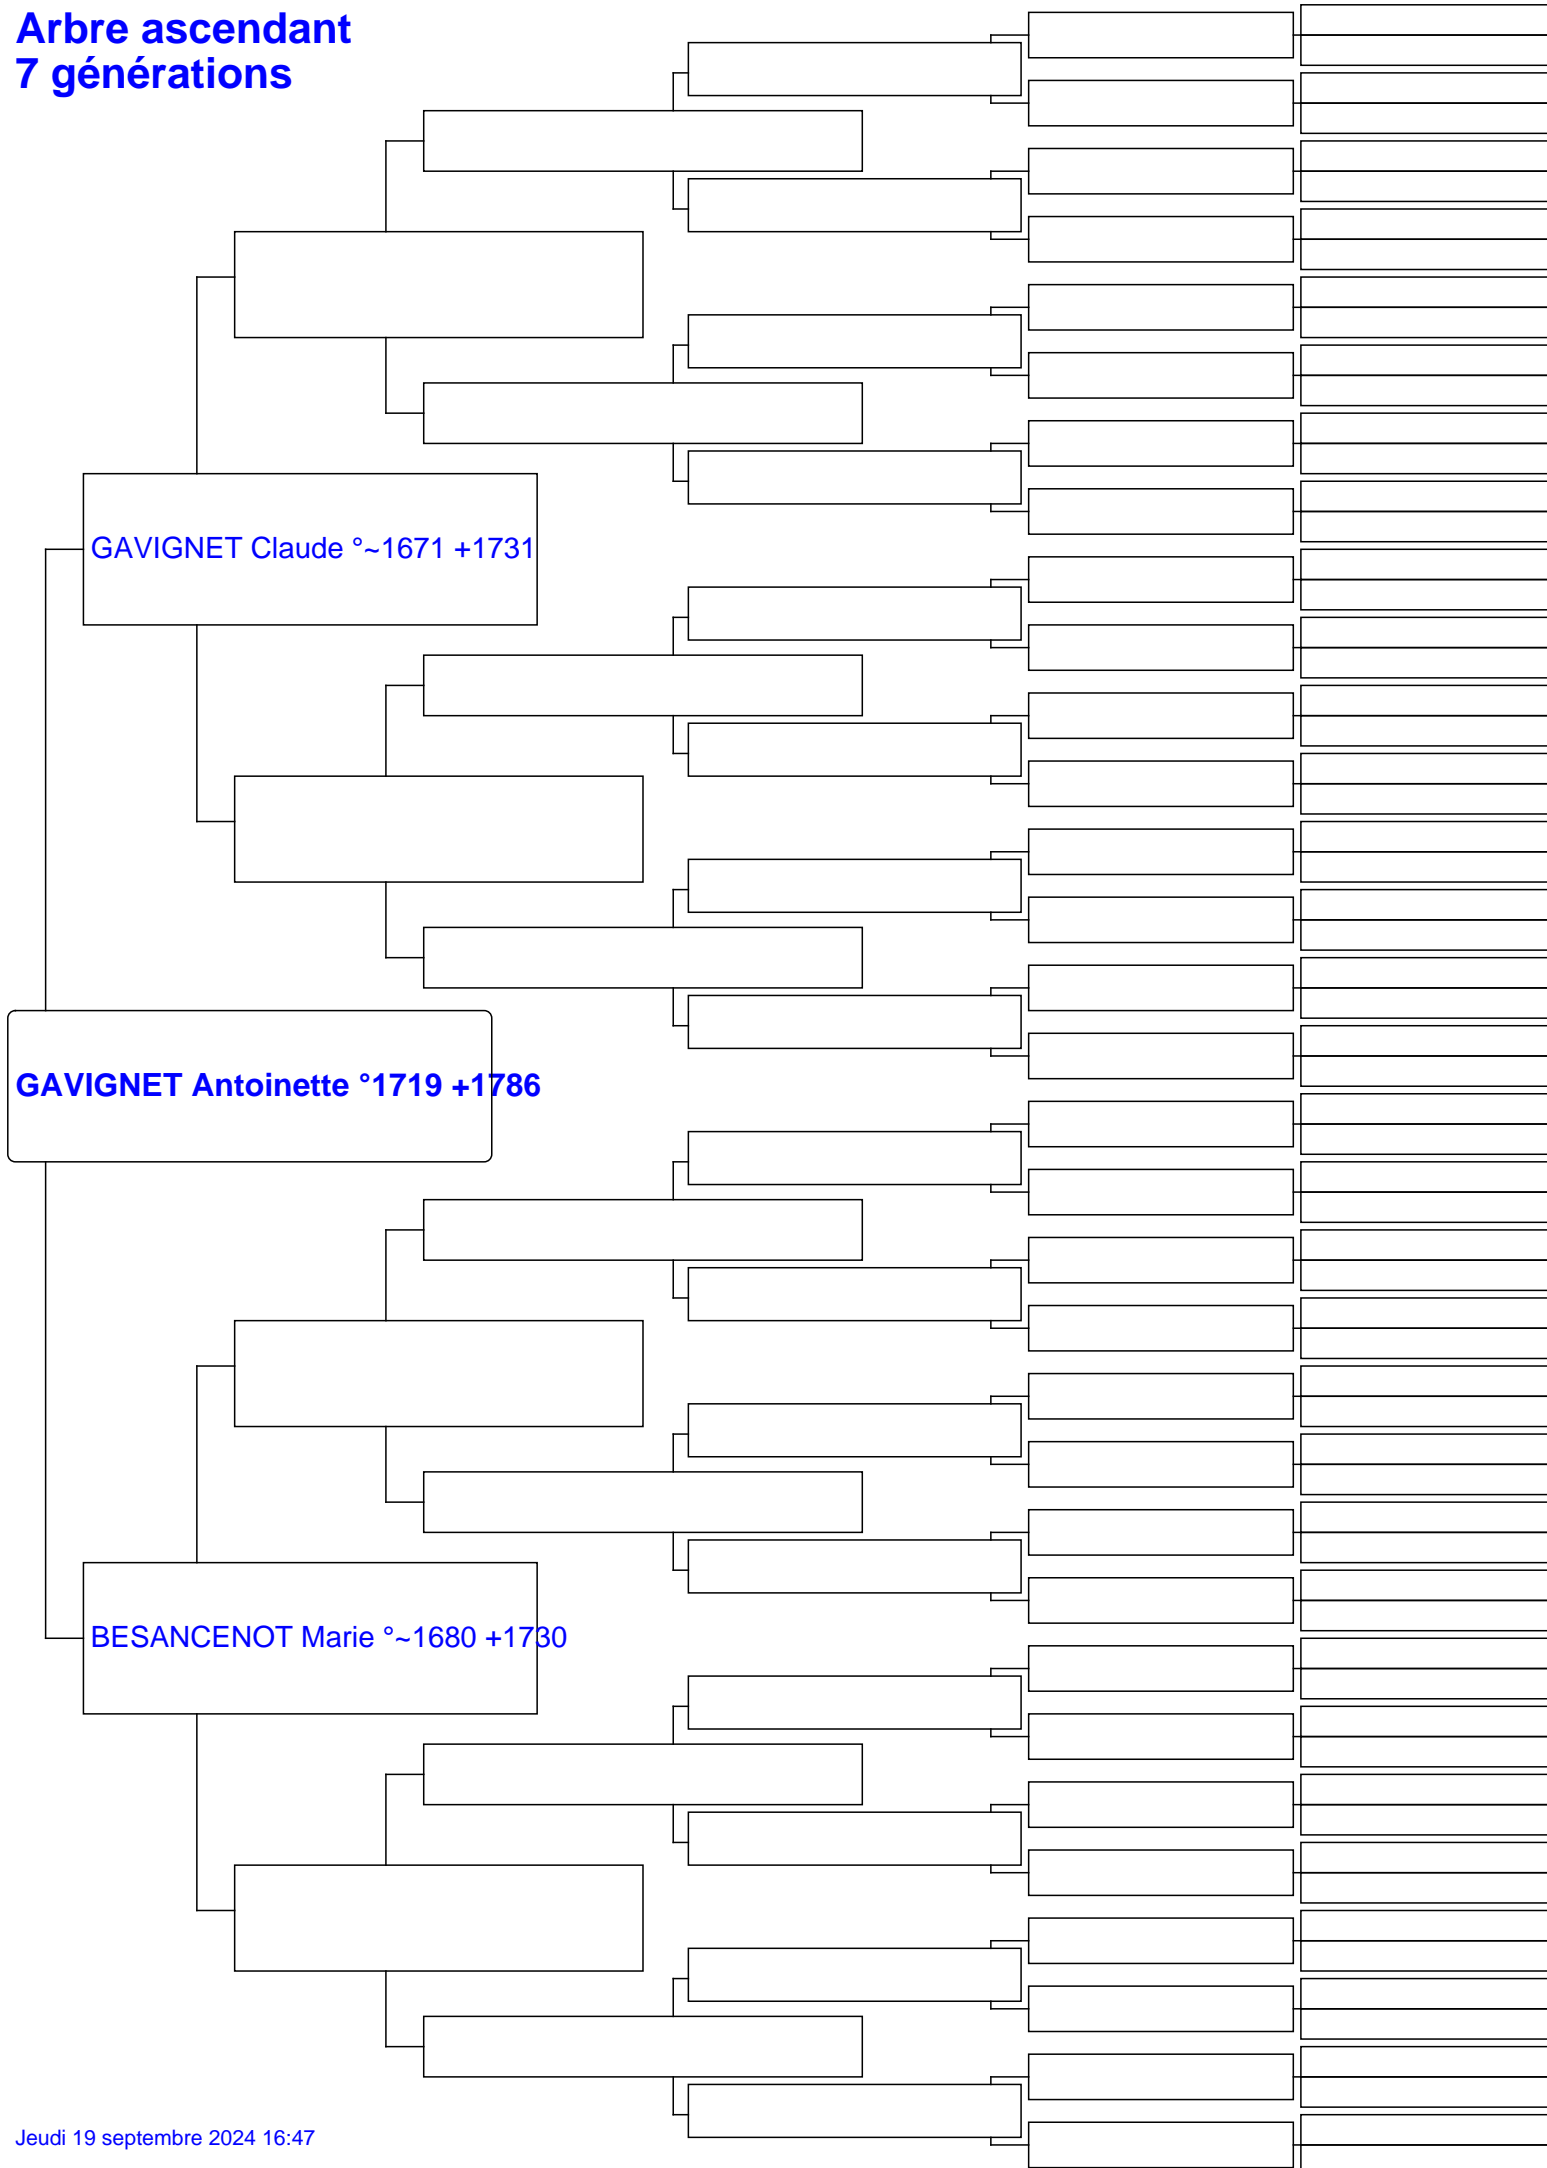 Arbre ascendant
7 générations
GAVIGNET Claude °~1671 +1731
GAVIGNET Antoinette °1719 +1786
BESANCENOT Marie °~1680 +1730
Jeudi 19 septembre 2024 16:47